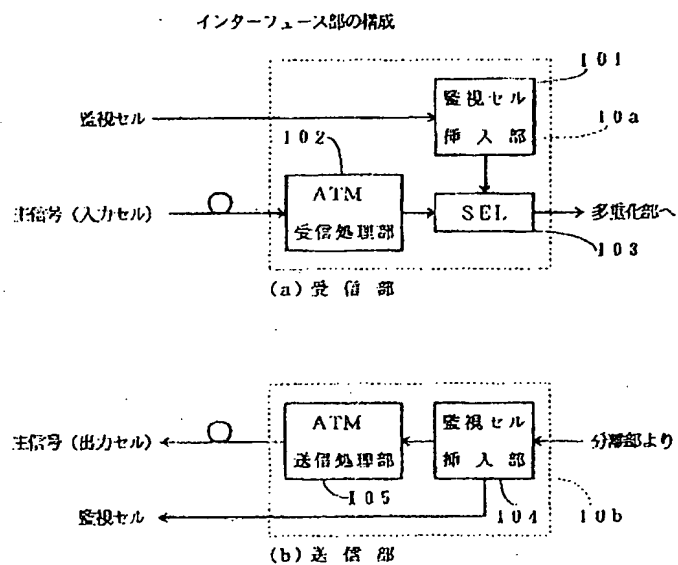 インターフェース部の構成
101
監視セル
監視セル
挿入部
10a
102
ATM
受信処理部
主信号(入力セル)
SEL
多重化部へ
103
(a)受信部
主信号(出力セル)
ATM
送信処理部
監視セル
挿入部
分離部より
105
104
10b
監視セル
(b)送信部